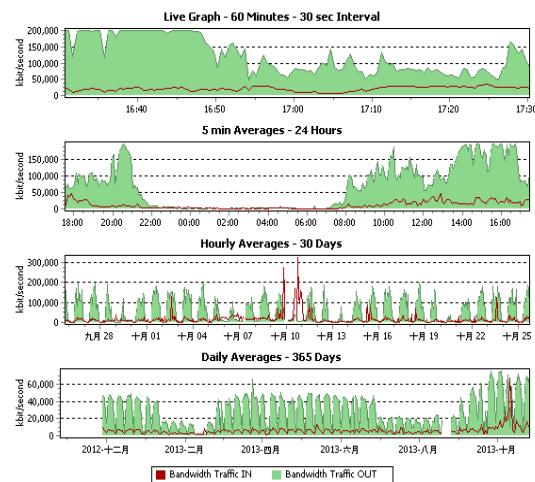 Live Graph - 60 Minutes - 30 sec Interval
kbit/second
200,000
150,000
100,000
50,000
0
16:40 16:50 17:00 17:10 17:20 17:30
5 min Averages - 24 Hours
kbit/second
150,000
100,000
50,000
0
18:00 20:00 22:00 00:00 02:00 04:00 06:00 08:00 10:00 12:00 14:00 16:00
Hourly Averages - 30 Days
kbit/second
300,000
200,000
100,000
0
九月 28 十月 01 十月 04 十月 07 十月 10 十月 13 十月 16 十月 19 十月 22 十月 25
Daily Averages - 365 Days
kbit/second
60,000
40,000
20,000
0
2012-十二月 2013-二月 2013-四月 2013-六月 2013-八月 2013-十月
Bandwidth Traffic IN Bandwidth Traffic OUT